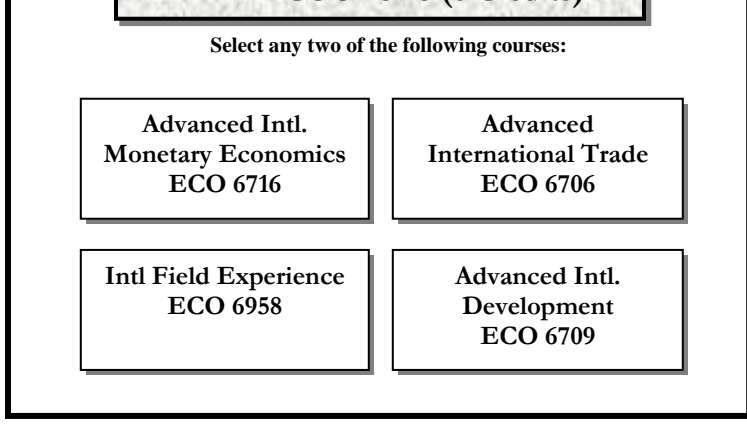 Select any two of the following courses:
Advanced Intl.
Monetary Economics
ECO 6716
Advanced
International Trade
ECO 6706
Intl Field Experience
ECO 6958
Advanced Intl.
Development
ECO 6709